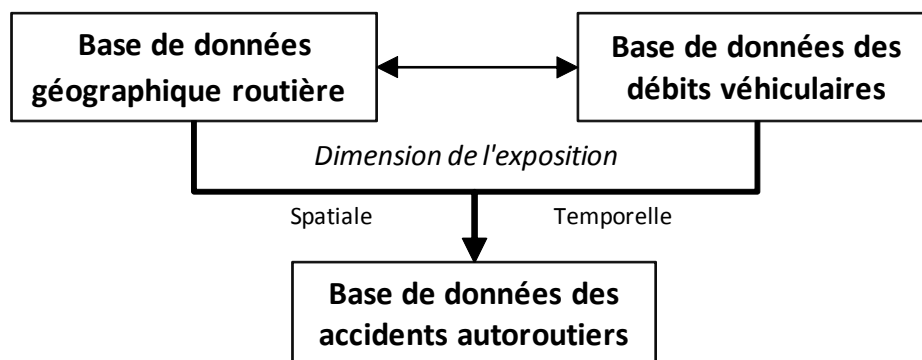 Base de données
géographique routière
Base de données des
débits véhiculaires
Dimension de l'exposition
Spatiale
Temporelle
Base de données des
accidents autoroutiers